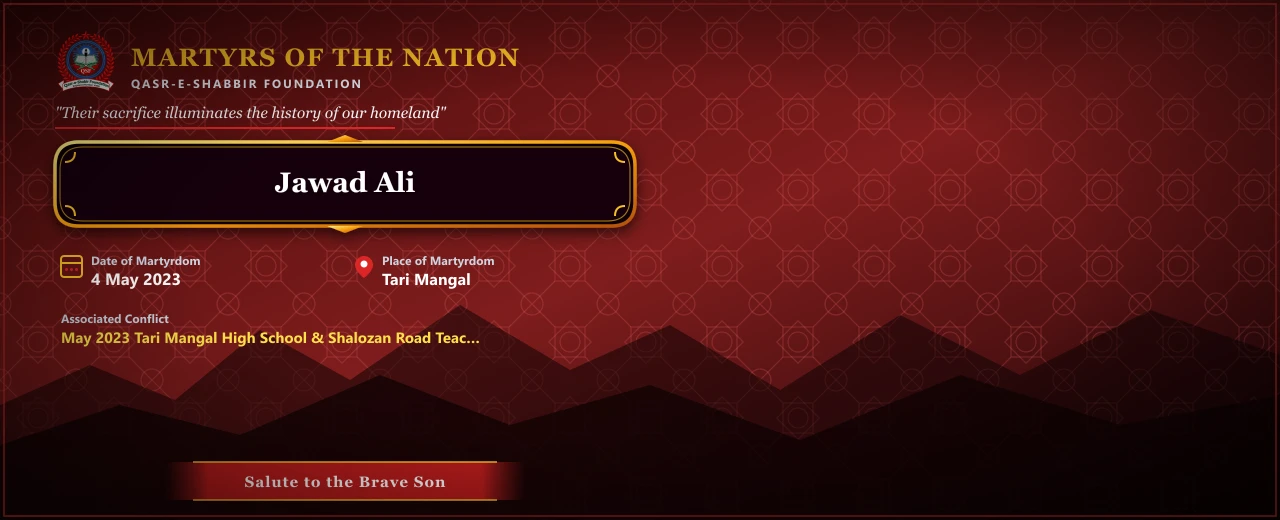 MARTYRS OF THE NATION
QASR-E-SHABBIR FOUNDATION
"Their sacrifice illuminates the history of our homeland"
Jawad Ali
Date of Martyrdom
4 May 2023
Place of Martyrdom
Tari Mangal
Associated Conflict
May 2023 Tari Mangal High School & Shalozan Road Teac...
Salute to the Brave Son